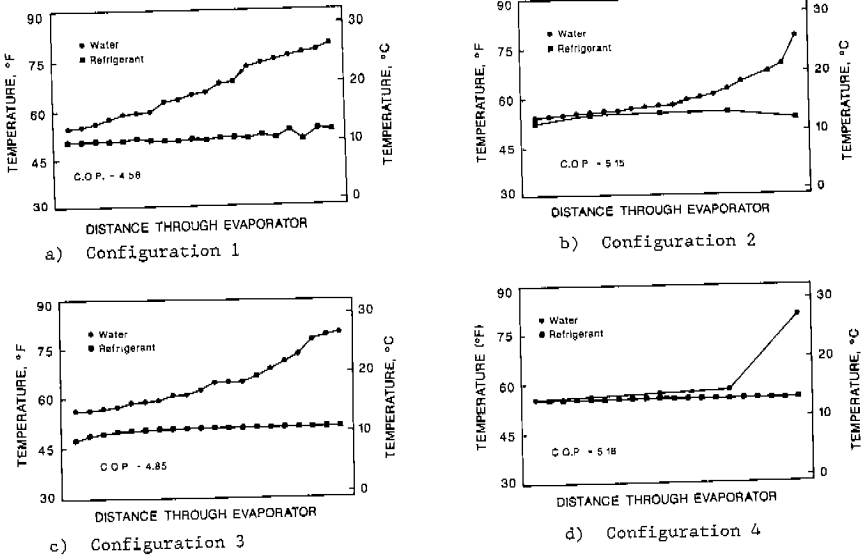 90
75
60
45
30
TEMPERATURE, °F
Water
Refrigerant
C.O.P. - 4.58
30
20
10
0
TEMPERATURE, °C
DISTANCE THROUGH EVAPORATOR
a) Configuration 1
90
75
60
45
30
TEMPERATURE, °F
Water
Refrigerant
C.O.P - 5.15
30
20
10
0
TEMPERATURE, °C
DISTANCE THROUGH EVAPORATOR
b) Configuration 2
90
75
60
45
30
TEMPERATURE, °F
Water
Refrigerant
C O P - 4.85
30
20
10
0
TEMPERATURE, °C
DISTANCE THROUGH EVAPORATOR
c) Configuration 3
90
75
60
45
30
TEMPERATURE (°F)
Water
Refrigerant
C.O.P - 5.18
30
20
10
0
TEMPERATURE, °C
DISTANCE THROUGH EVAPORATOR
d) Configuration 4